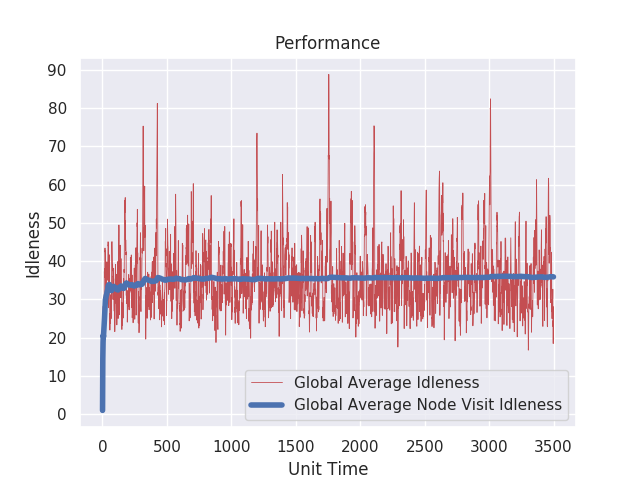 Performance
90
80
70
60
50
40
30
20
10
0
Idleness
0 500 1000 1500 2000 2500 3000 3500
Unit Time
Global Average Idleness
Global Average Node Visit Idleness